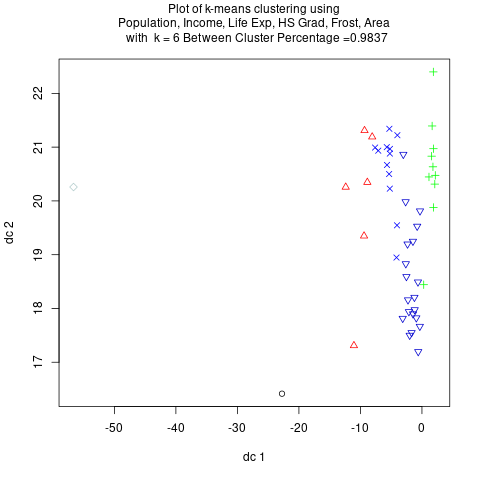 Plot of k-means clustering using
Population, Income, Life Exp, HS Grad, Frost, Area
with k = 6 Between Cluster Percentage =0.9837
22
21
20
19
18
17
dc 2
-50 -40 -30 -20 -10 0
dc 1